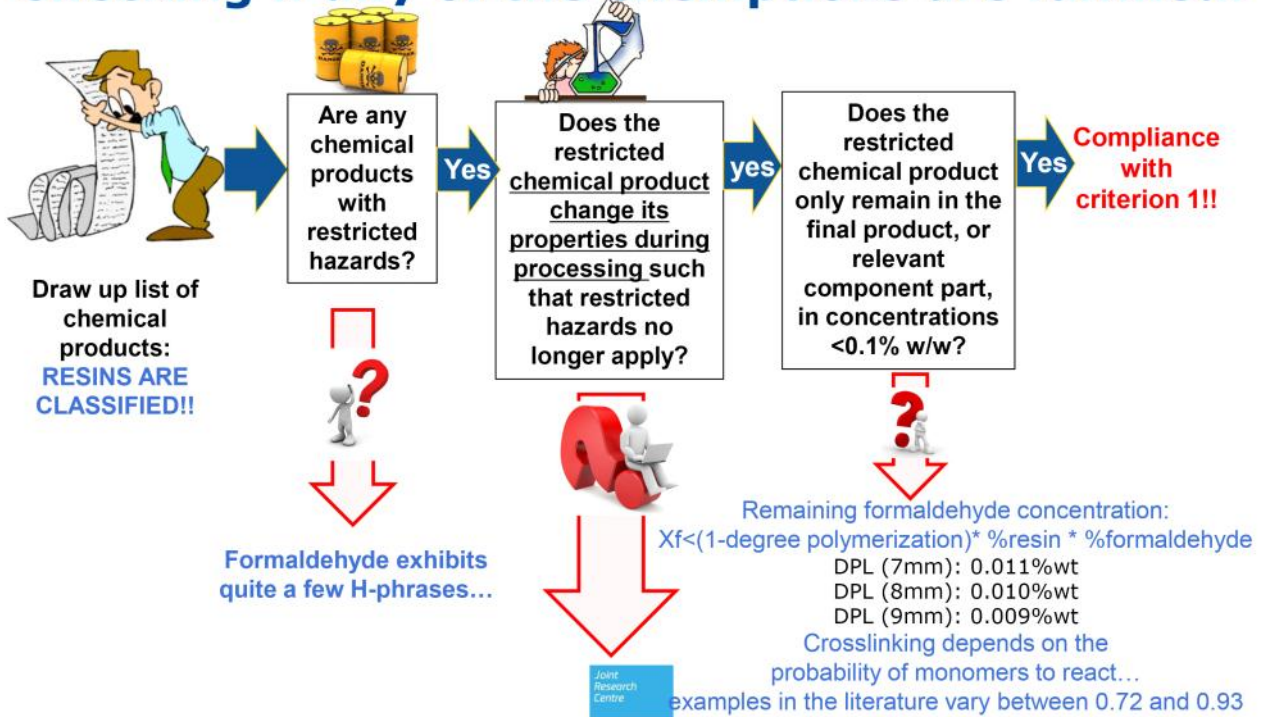 Are any
chemical
products
with
restricted
hazards?
Yes
Does the
restricted
chemical product
change its
properties during
processing such
that restricted
hazards no
longer apply?
yes
Does the
restricted
chemical product
only remain in the
final product, or
relevant
component part,
in concentrations
<0.1% w/w?
Yes
Compliance
with
criterion 1!!
Draw up list of
chemical
products:
RESINS ARE
CLASSIFIED!!
Formaldehyde exhibits
quite a few H-phrases…
Remaining formaldehyde concentration:
Xf<(1-degree polymerization)* %resin * %formaldehyde
DPL (7mm): 0.011%wt
DPL (8mm): 0.010%wt
DPL (9mm): 0.009%wt
Crosslinking depends on the
probability of monomers to react…
examples in the literature vary between 0.72 and 0.93
Joint
Research
Centre